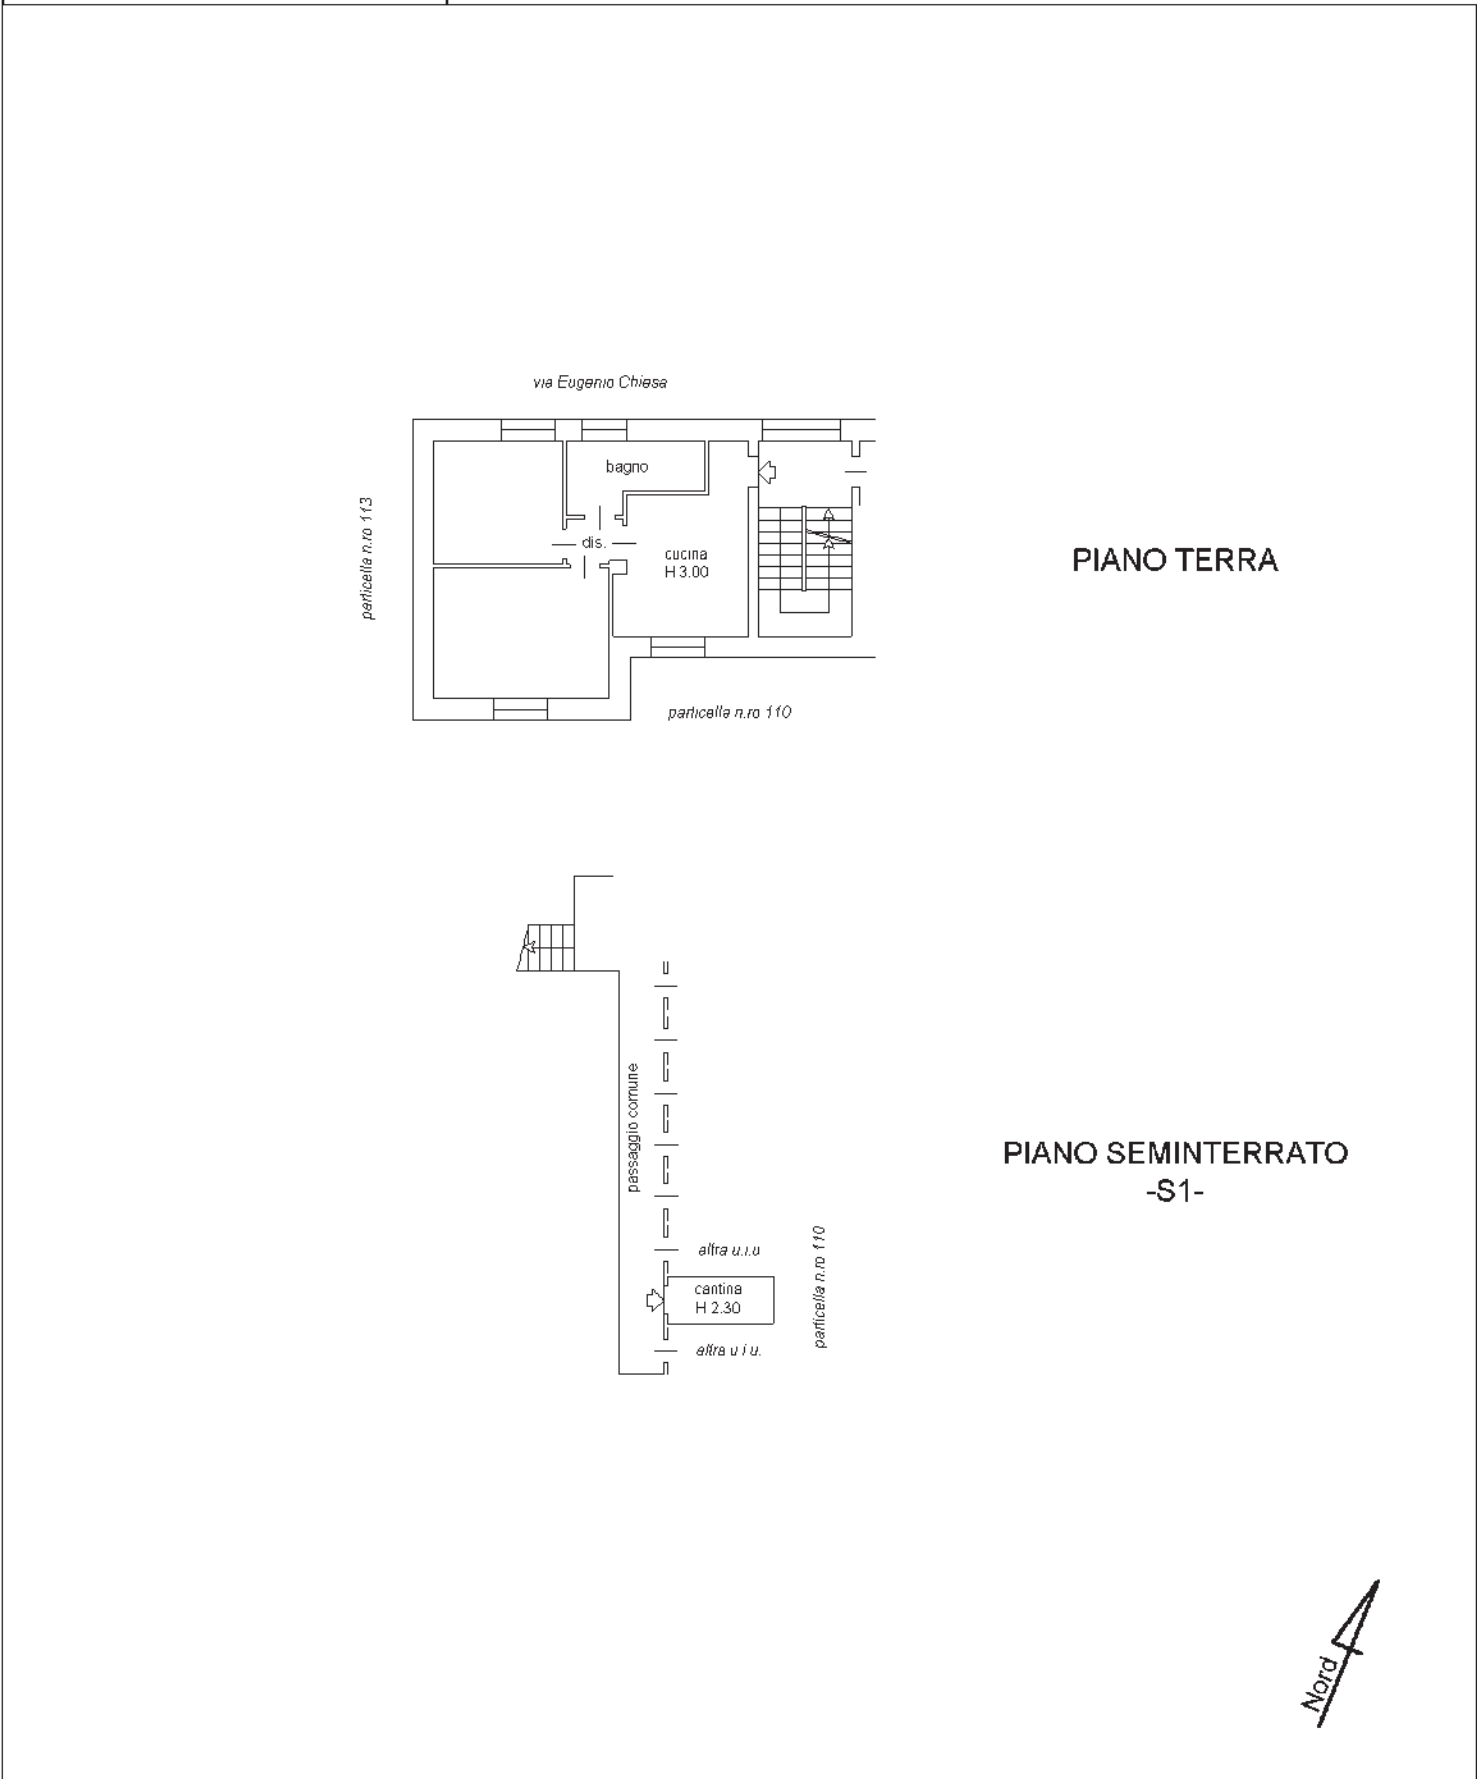 via Eugenio Chiesa
bagno
particella n.ro 113
dis.
cucina
H 3.00
PIANO TERRA
particella n.ro 110
passaggio comune
PIANO SEMINTERRATO
-S1-
altra u.i.u
particella n.ro 110
cantina
H 2.30
altra u i u.
Nord